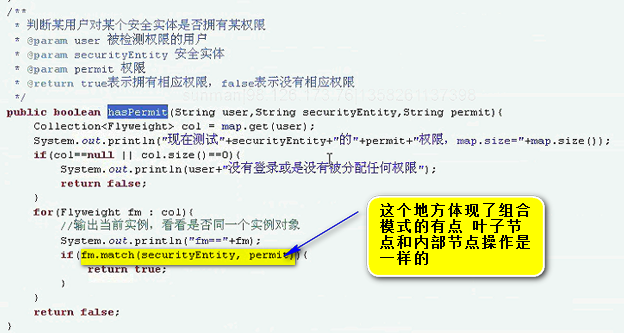 /**
 * 判断某用户对某个安全实体是否拥有某权限
 * @param user 被检测权限的用户
 * @param securityEntity 安全实体
 * @param permit 权限
 * @return true表示拥有相应权限，false表示没有相应权限
 */
public boolean hasPermit(String user,String securityEntity,String permit){
Collection<Flyweight> col = map.get(user);
System.out.println("现在测试"+securityEntity+"的"+permit+"权限，map.size="+map.size());
if(col==null || col.size()==0){
System.out.println(user+"没有登录或是没有被分配任何权限");
return false;
}
for(Flyweight fm : col){
//输出当前实例，看看是否同一个实例对象
System.out.println("fm=="+fm);
if(fm.match(securityEntity, permit)){
return true;
}
}
return false;
}
这个地方体现了组合
模式的有点 叶子节
点和内部节点操作是
一样的